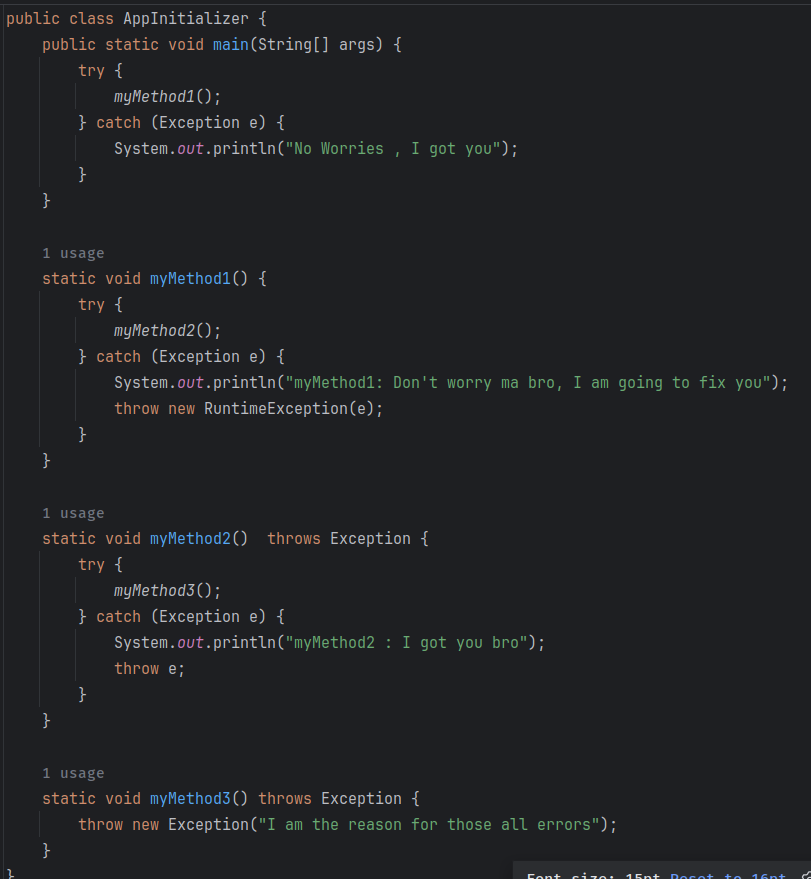 public class AppInitializer {
    public static void main(String[] args) {
        try {
            myMethod1();
        } catch (Exception e) {
            System.out.println("No Worries , I got you");
        }
    }

    1 usage
    static void myMethod1() {
        try {
            myMethod2();
        } catch (Exception e) {
            System.out.println("myMethod1: Don't worry ma bro, I am going to fix you");
            throw new RuntimeException(e);
        }
    }

    1 usage
    static void myMethod2()  throws Exception {
        try {
            myMethod3();
        } catch (Exception e) {
            System.out.println("myMethod2 : I got you bro");
            throw e;
        }
    }

    1 usage
    static void myMethod3() throws Exception {
        throw new Exception("I am the reason for those all errors");
    }
}
Font size: 15pt Reset to 16pt